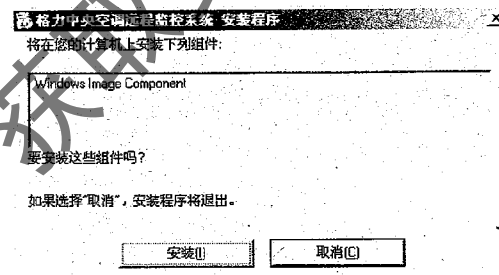 格力中央空调远程监控系统 安装程序
将在您的计算机上安装下列组件:
Windows Image Component
要安装这些组件吗?
如果选择"取消",安装程序将退出。
安装(I)
取消(C)
获取